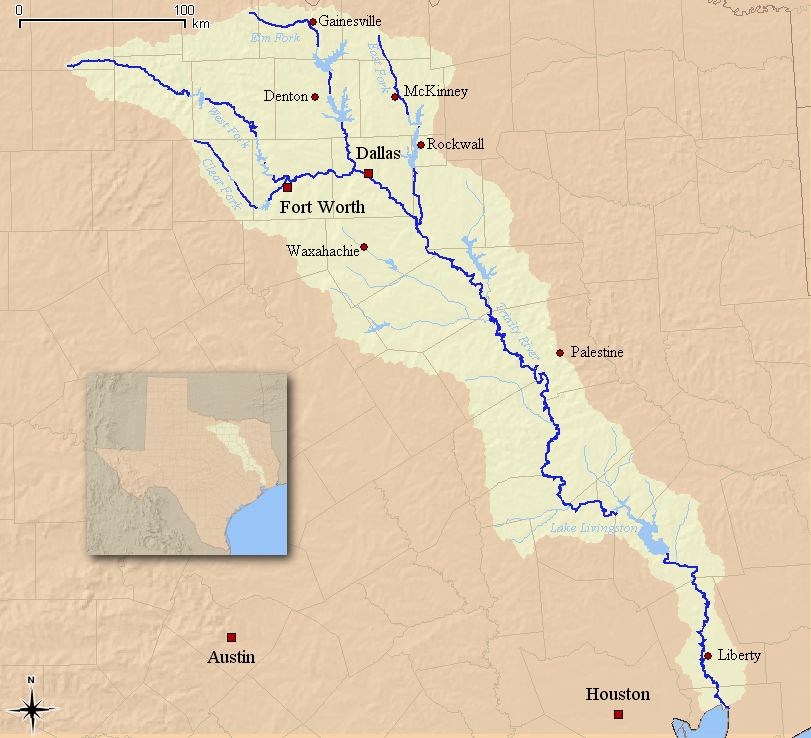 0 100
km
Gainesville
Elm Fork
East Fork
Denton
McKinney
West Fork
Rockwall
Dallas
Clear Fork
Fort Worth
Waxahachie
Trinity River
Palestine
Lake Livingston
Austin
Liberty
N
Houston